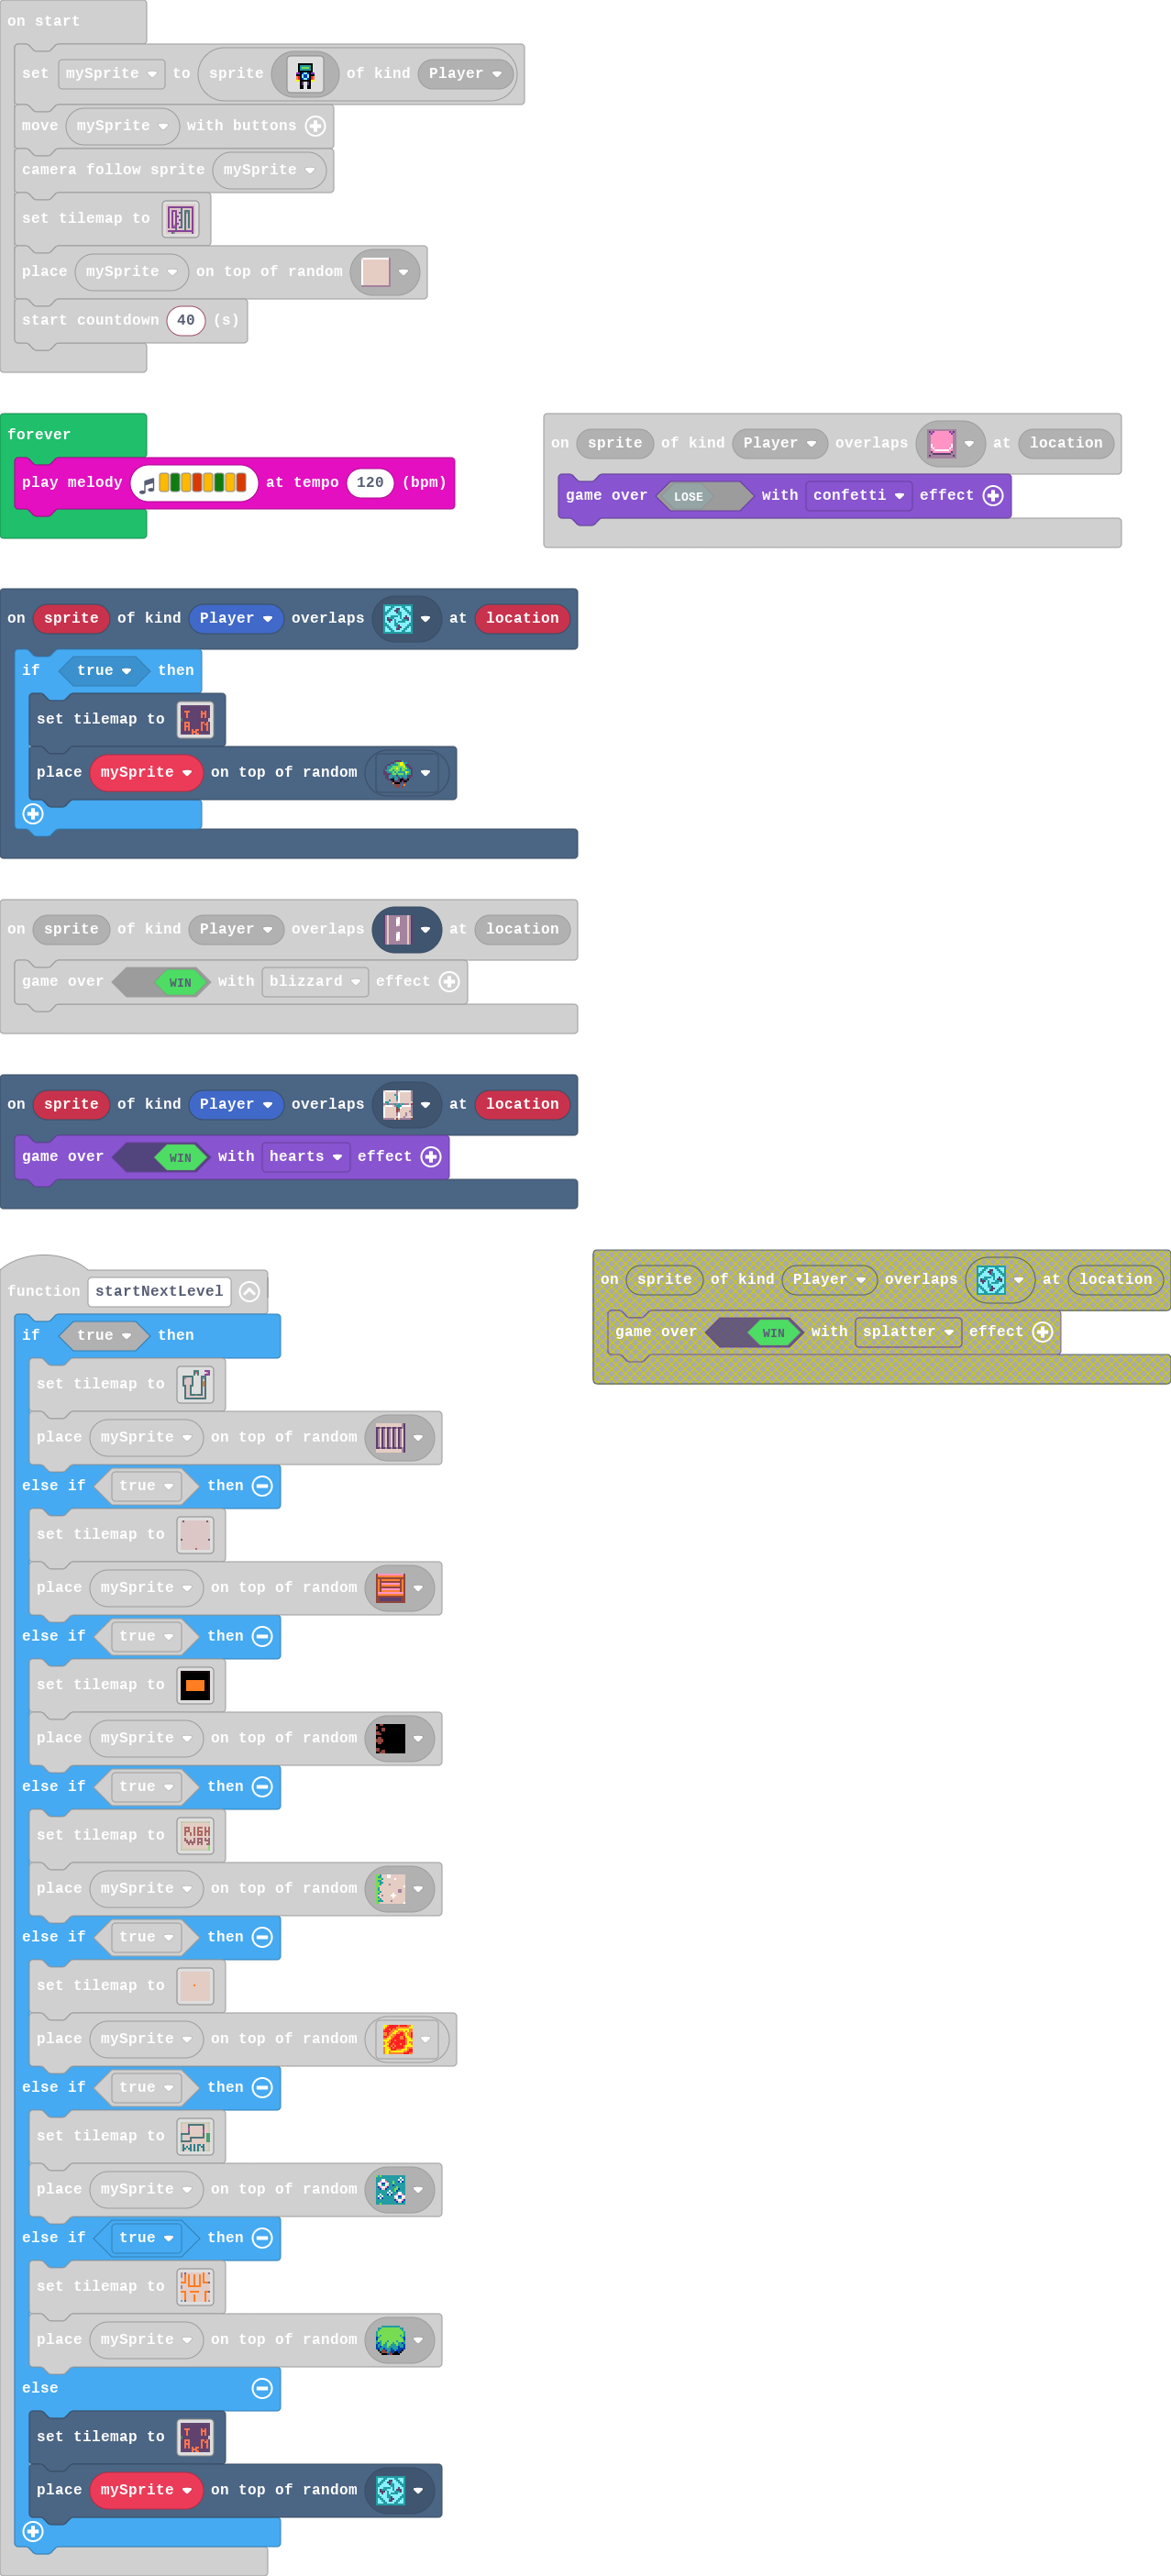 on start
set mySprite to sprite of kind Player
move mySprite with buttons
camera follow sprite mySprite
set tilemap to
place mySprite on top of random
start countdown 40 (s)
forever
play melody at tempo 120 (bpm)
on sprite of kind Player overlaps at location
game over LOSE with confetti effect
on sprite of kind Player overlaps at location
if true then
set tilemap to
place mySprite on top of random
on sprite of kind Player overlaps at location
game over WIN with blizzard effect
on sprite of kind Player overlaps at location
game over WIN with hearts effect
function startNextLevel
if true then
set tilemap to
place mySprite on top of random
else if true then
set tilemap to
place mySprite on top of random
else if true then
set tilemap to
place mySprite on top of random
else if true then
set tilemap to RIGH
WAY
place mySprite on top of random
else if true then
set tilemap to
place mySprite on top of random
else if true then
set tilemap to WIN
place mySprite on top of random
else if true then
set tilemap to
place mySprite on top of random
else
set tilemap to
place mySprite on top of random
on sprite of kind Player overlaps at location
game over WIN with splatter effect